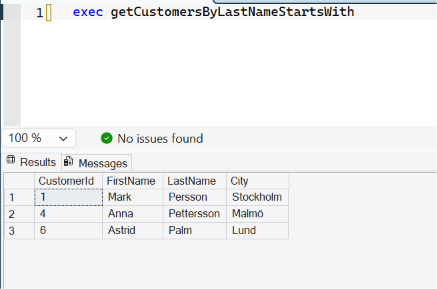 1 exec getCustomersByLastNameStartsWith
100 % No issues found
Results Messages
CustomerId FirstName LastName City
1 1 Mark Persson Stockholm
2 4 Anna Pettersson Malmö
3 6 Astrid Palm Lund